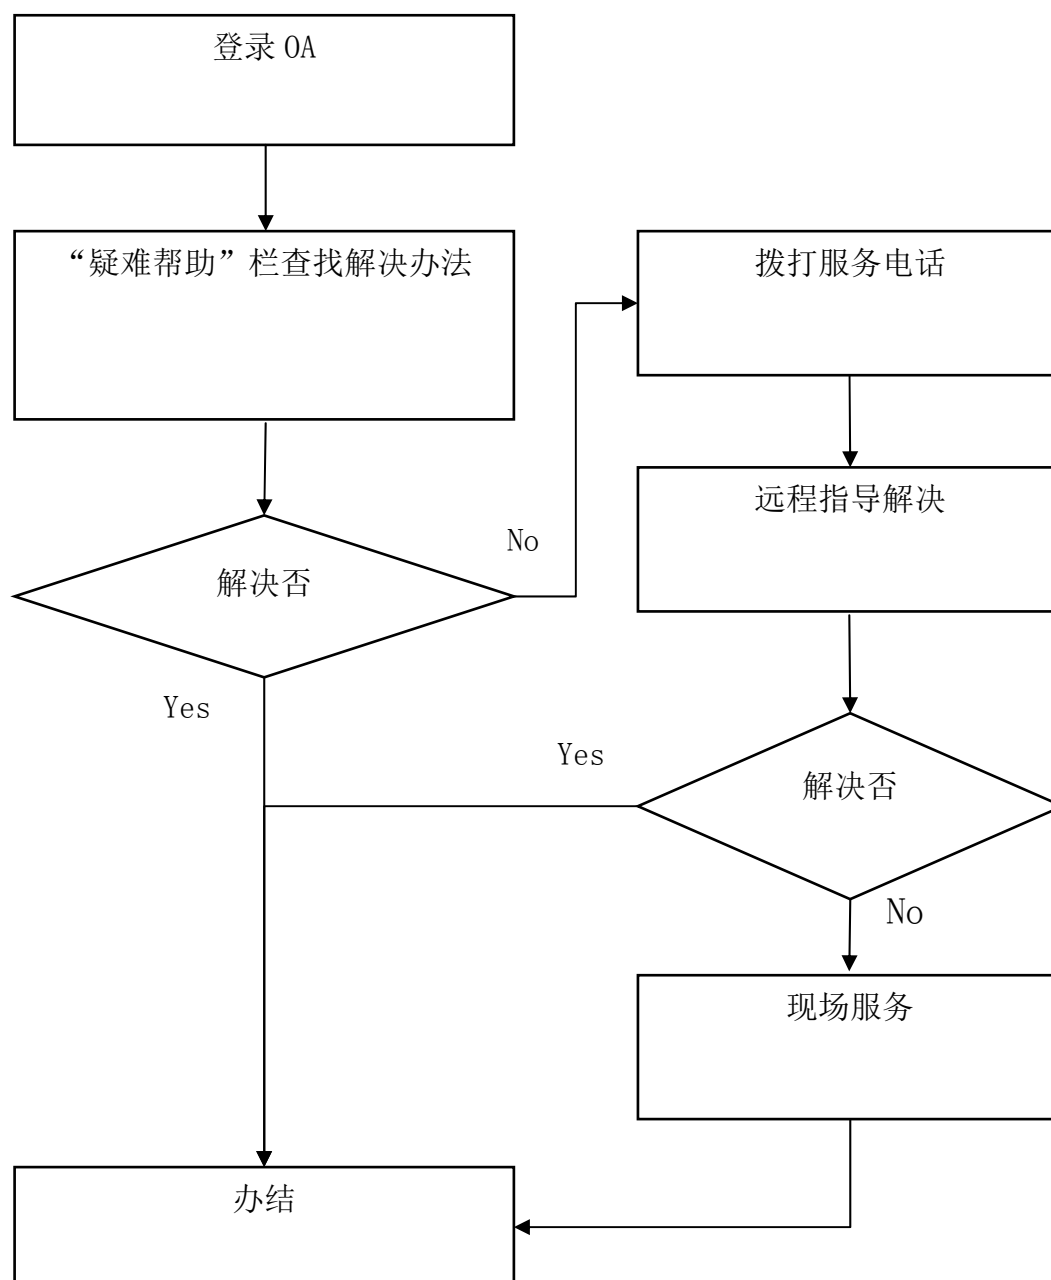 登录 OA
“疑难帮助”栏查找解决办法
拨打服务电话
远程指导解决
No
解决否
Yes
Yes
解决否
No
现场服务
办结